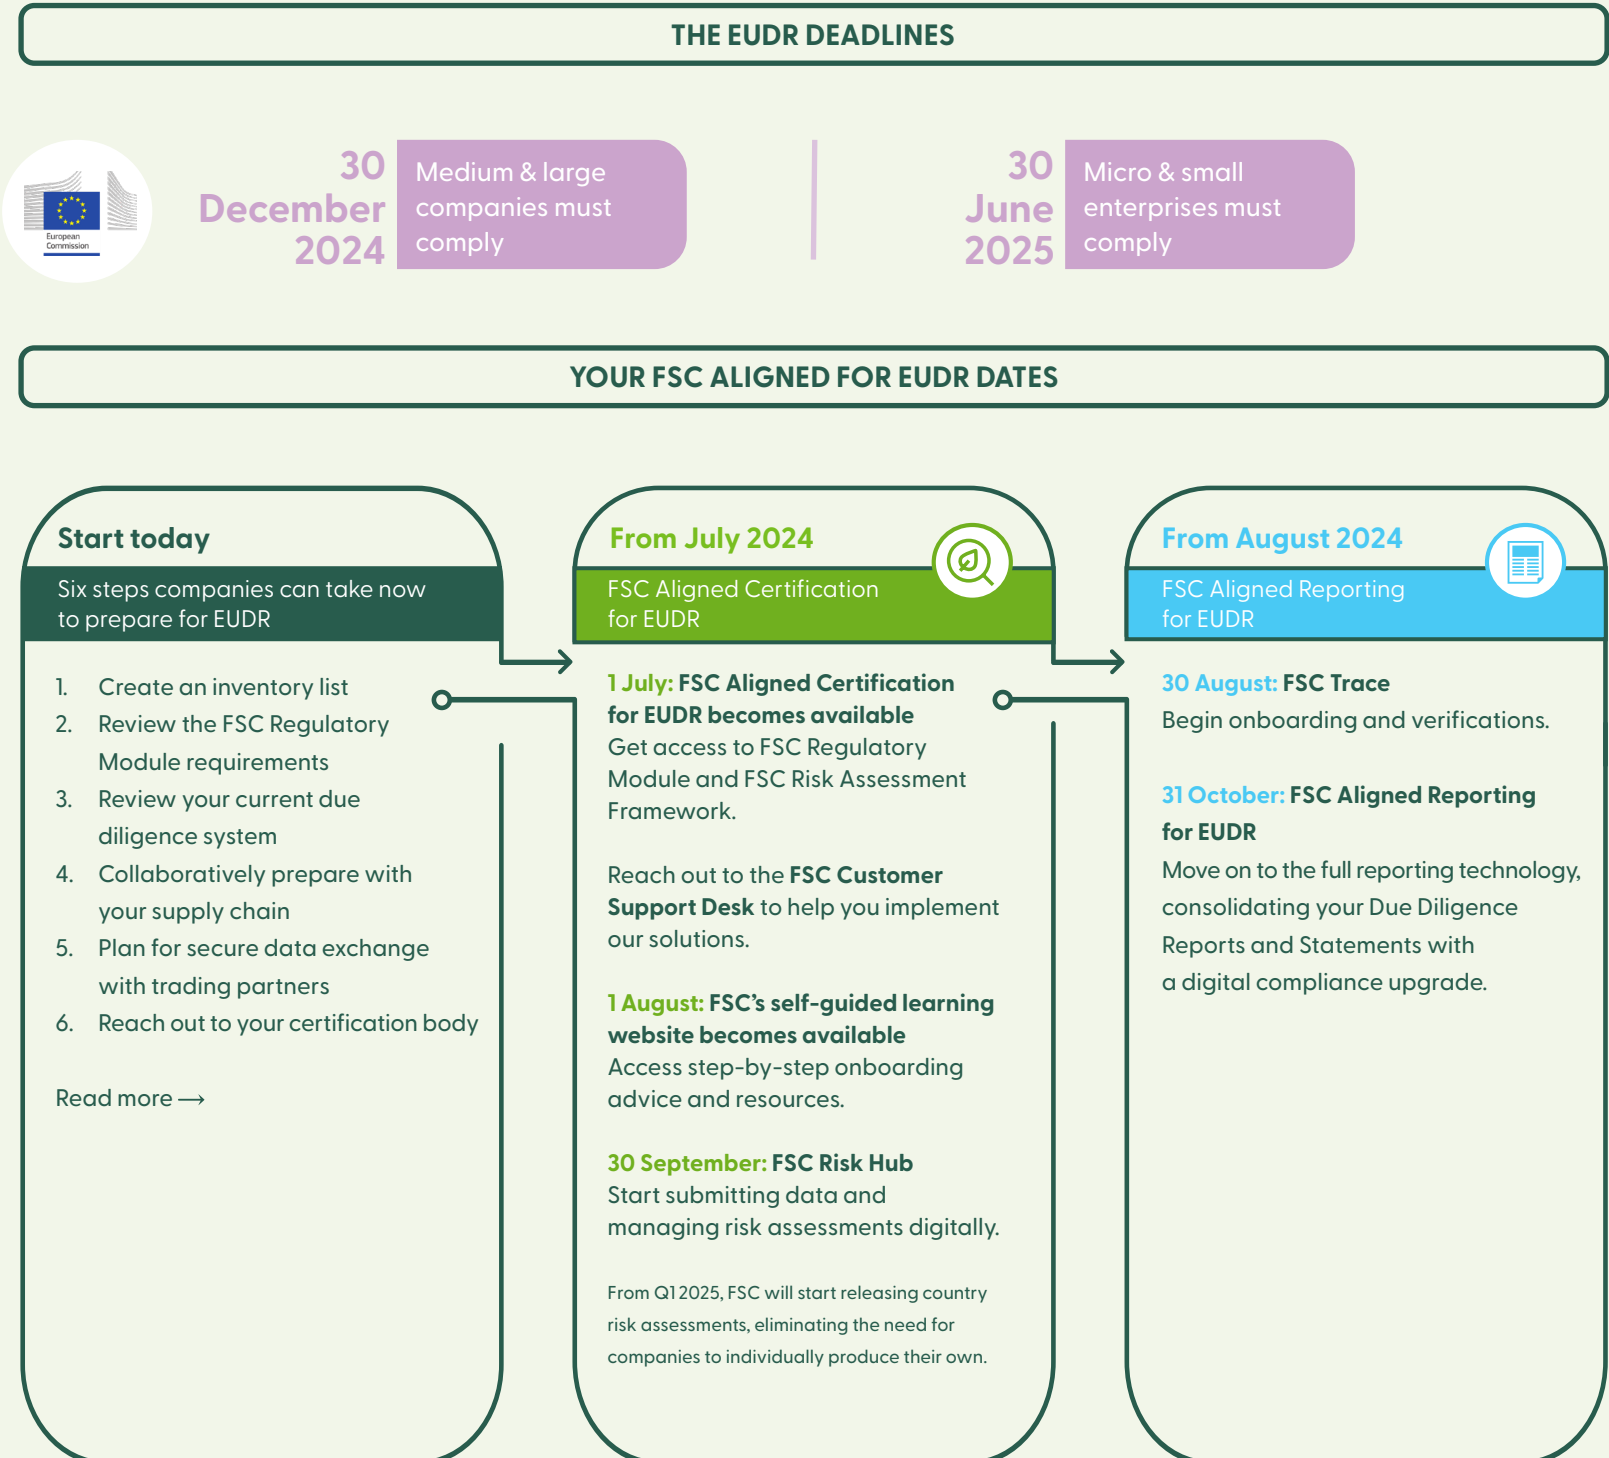 THE EUDR DEADLINES
European
Commission
30
December
2024
Medium & large
companies must
comply
30
June
2025
Micro & small
enterprises must
comply
YOUR FSC ALIGNED FOR EUDR DATES
Start today
Six steps companies can take now
to prepare for EUDR
1. Create an inventory list
2. Review the FSC Regulatory
Module requirements
3. Review your current due
diligence system
4. Collaboratively prepare with
your supply chain
5. Plan for secure data exchange
with trading partners
6. Reach out to your certification body
Read more →
From July 2024
FSC Aligned Certification
for EUDR
1 July: FSC Aligned Certification
for EUDR becomes available
Get access to FSC Regulatory
Module and FSC Risk Assessment
Framework.
Reach out to the FSC Customer
Support Desk to help you implement
our solutions.
1 August: FSC’s self-guided learning
website becomes available
Access step-by-step onboarding
advice and resources.
30 September: FSC Risk Hub
Start submitting data and
managing risk assessments digitally.
From Q1 2025, FSC will start releasing country
risk assessments, eliminating the need for
companies to individually produce their own.
From August 2024
FSC Aligned Reporting
for EUDR
30 August: FSC Trace
Begin onboarding and verifications.
31 October: FSC Aligned Reporting
for EUDR
Move on to the full reporting technology,
consolidating your Due Diligence
Reports and Statements with
a digital compliance upgrade.